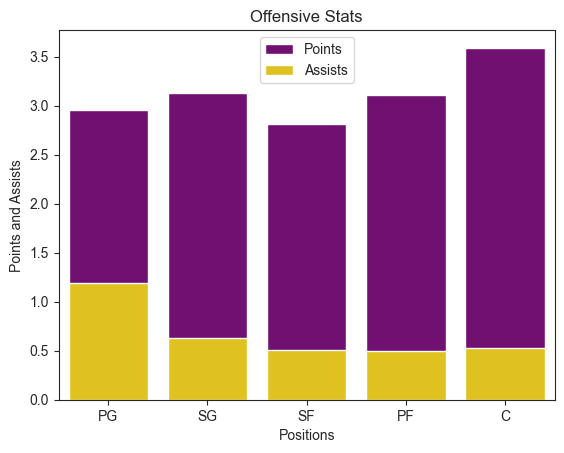 Offensive Stats
Points
Assists
Points and Assists
3.5
3.0
2.5
2.0
1.5
1.0
0.5
0.0
PG SG SF PF C
Positions